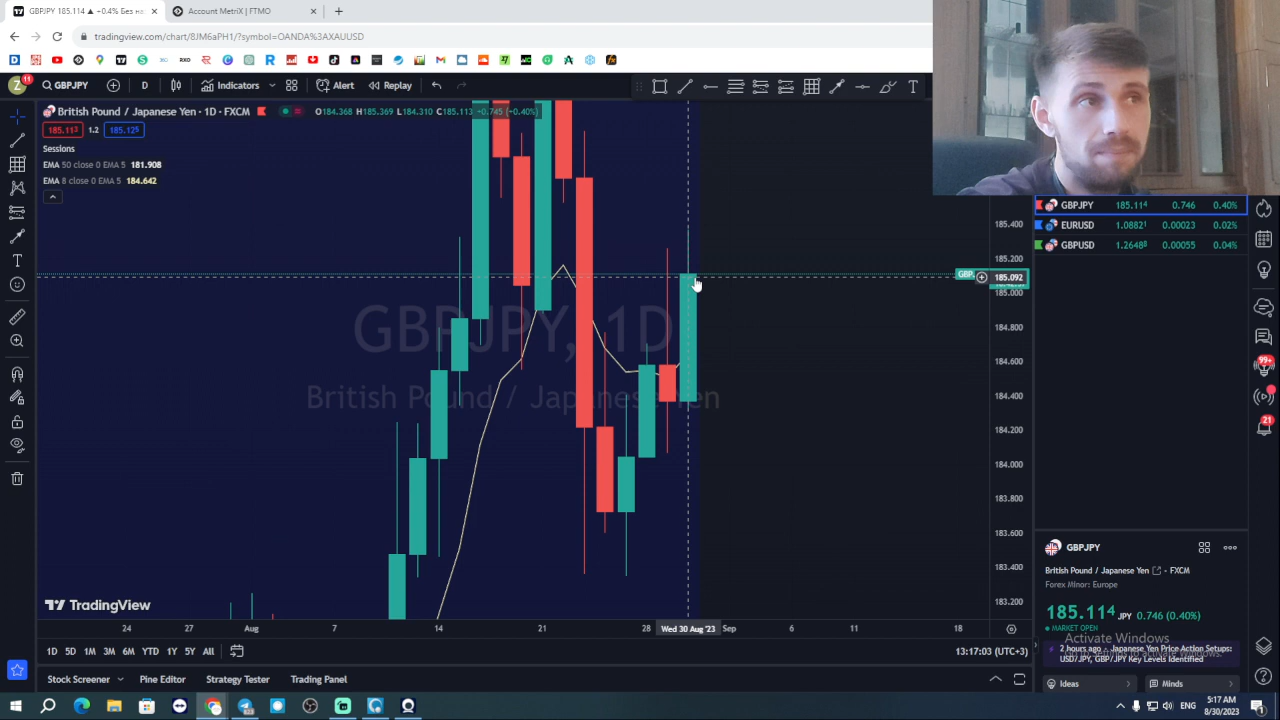 GBPJPY 185.114 ▲ +0.4% Без на
Account MetriX | FTMO
tradingview.com/chart/8JM6aPH1/?symbol=OANDA%3AXAUUSD
Z 11 GBPJPY D Indicators Alert Replay
British Pound / Japanese Yen · 1D · FXCM O184.368 H185.369 L184.310 C185.113 +0.745 (+0.40%)
185.113 1.2 185.125
Sessions
EMA 50 close 0 EMA 5 181.908
EMA 8 close 0 EMA 5 184.642
GBPJPY, 1D
British Pound / Japanese Yen
185.400
185.200
GBP 185.092
185.000
184.800
184.600
184.400
184.200
184.000
183.800
183.600
183.400
183.200
TradingView
24 27 Aug 7 14 21 28 Wed 30 Aug '23 Sep 6 11 18
1D 5D 1M 3M 6M YTD 1Y 5Y All
13:17:03 (UTC+3)
Stock Screener Pine Editor Strategy Tester Trading Panel
GBPJPY 185.114 0.746 0.40%
EURUSD 1.08821 0.00023 0.02%
GBPUSD 1.26488 0.00055 0.04%
99+
21
GBPJPY
British Pound / Japanese Yen · FXCM
Forex Minor: Europe
185.114 JPY 0.746 (0.40%)
MARKET OPEN
Activate Windows
2 hours ago · Japanese Yen Price Action Setups:
USD/JPY, GBP/JPY Key Levels Identified
Ideas Minds
ENG 5:17 AM
8/30/2023